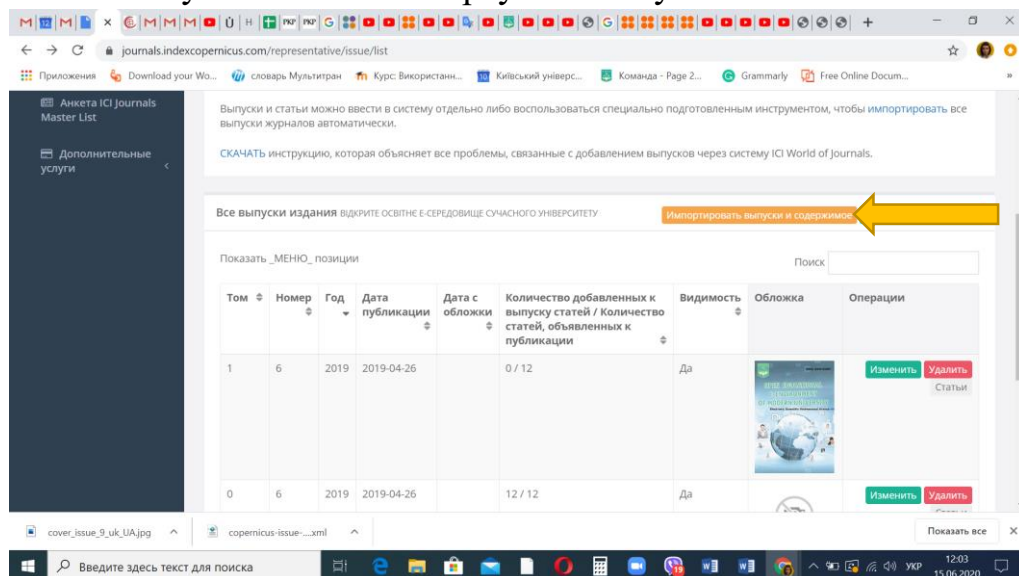 journals.indexcopernicus.com/representative/issue/list
Приложения Download your Wo... словарь Мультитран Курс: Використанн... Київський універс... Команда - Page 2... Grammarly Free Online Docum... »
Анкета ICI Journals
Master List
Дополнительные
услуги
Выпуски и статьи можно ввести в систему отдельно либо воспользоваться специально подготовленным инструментом, чтобы импортировать все
выпуски журналов автоматически.
СКАЧАТЬ инструкцию, которая объясняет все проблемы, связанные с добавлением выпусков через систему ICI World of Journals.
Все выпуски издания ВІДКРИТЕ ОСВІТНЄ Е-СЕРЕДОВИЩЕ СУЧАСНОГО УНІВЕРСИТЕТУ
Импортировать выпуски и содержимое
Показать _МЕНЮ_ позиции
Поиск
Том Номер Год Дата публикации Дата с обложки Количество добавленных к выпуску статей / Количество статей, объявленных к публикации Видимость Обложка Операции
1 6 2019 2019-04-26 0 / 12 Да Изменить Удалить
Статьи
0 6 2019 2019-04-26 12 / 12 Да Изменить Удалить
cover_issue_9_uk_UA.jpg copernicus-issue-....xml Показать все
Введите здесь текст для поиска
УКР 12:03
15.06.2020